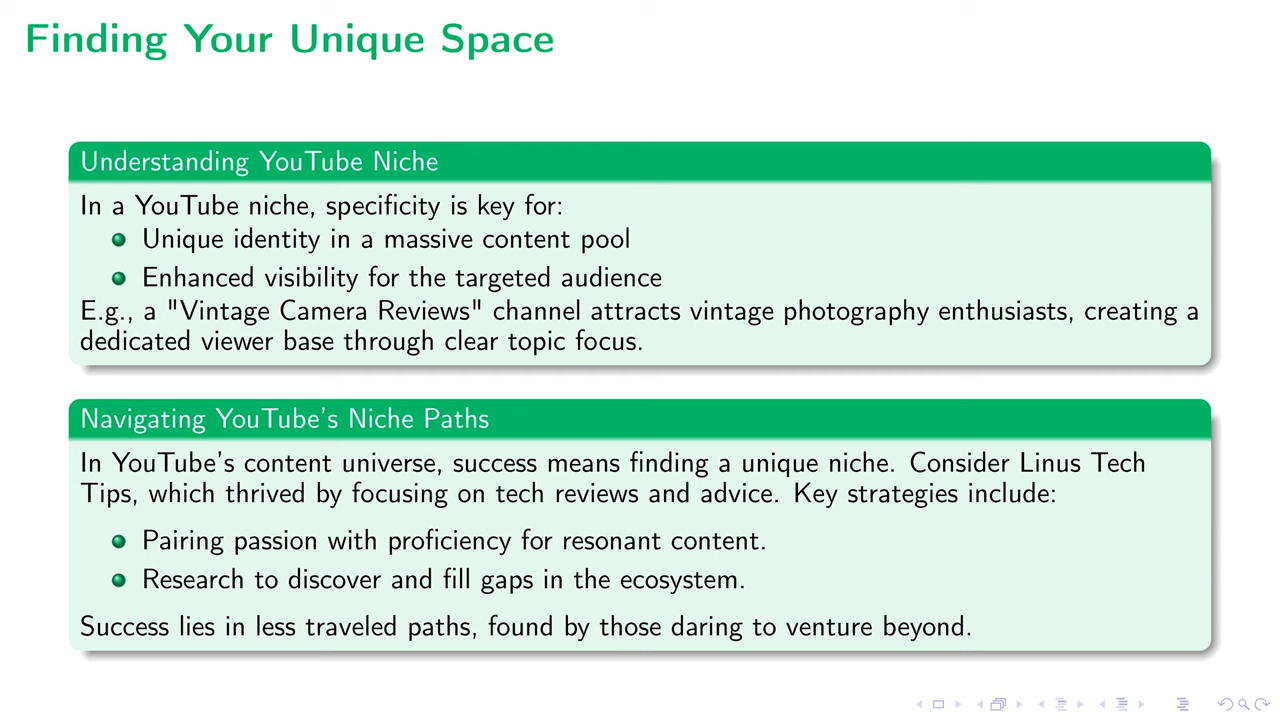 Finding Your Unique Space
Understanding YouTube Niche
In a YouTube niche, specificity is key for:
Unique identity in a massive content pool
Enhanced visibility for the targeted audience
E.g., a "Vintage Camera Reviews" channel attracts vintage photography enthusiasts, creating a
dedicated viewer base through clear topic focus.
Navigating YouTube's Niche Paths
In YouTube's content universe, success means finding a unique niche. Consider Linus Tech
Tips, which thrived by focusing on tech reviews and advice. Key strategies include:
Pairing passion with proficiency for resonant content.
Research to discover and fill gaps in the ecosystem.
Success lies in less traveled paths, found by those daring to venture beyond.